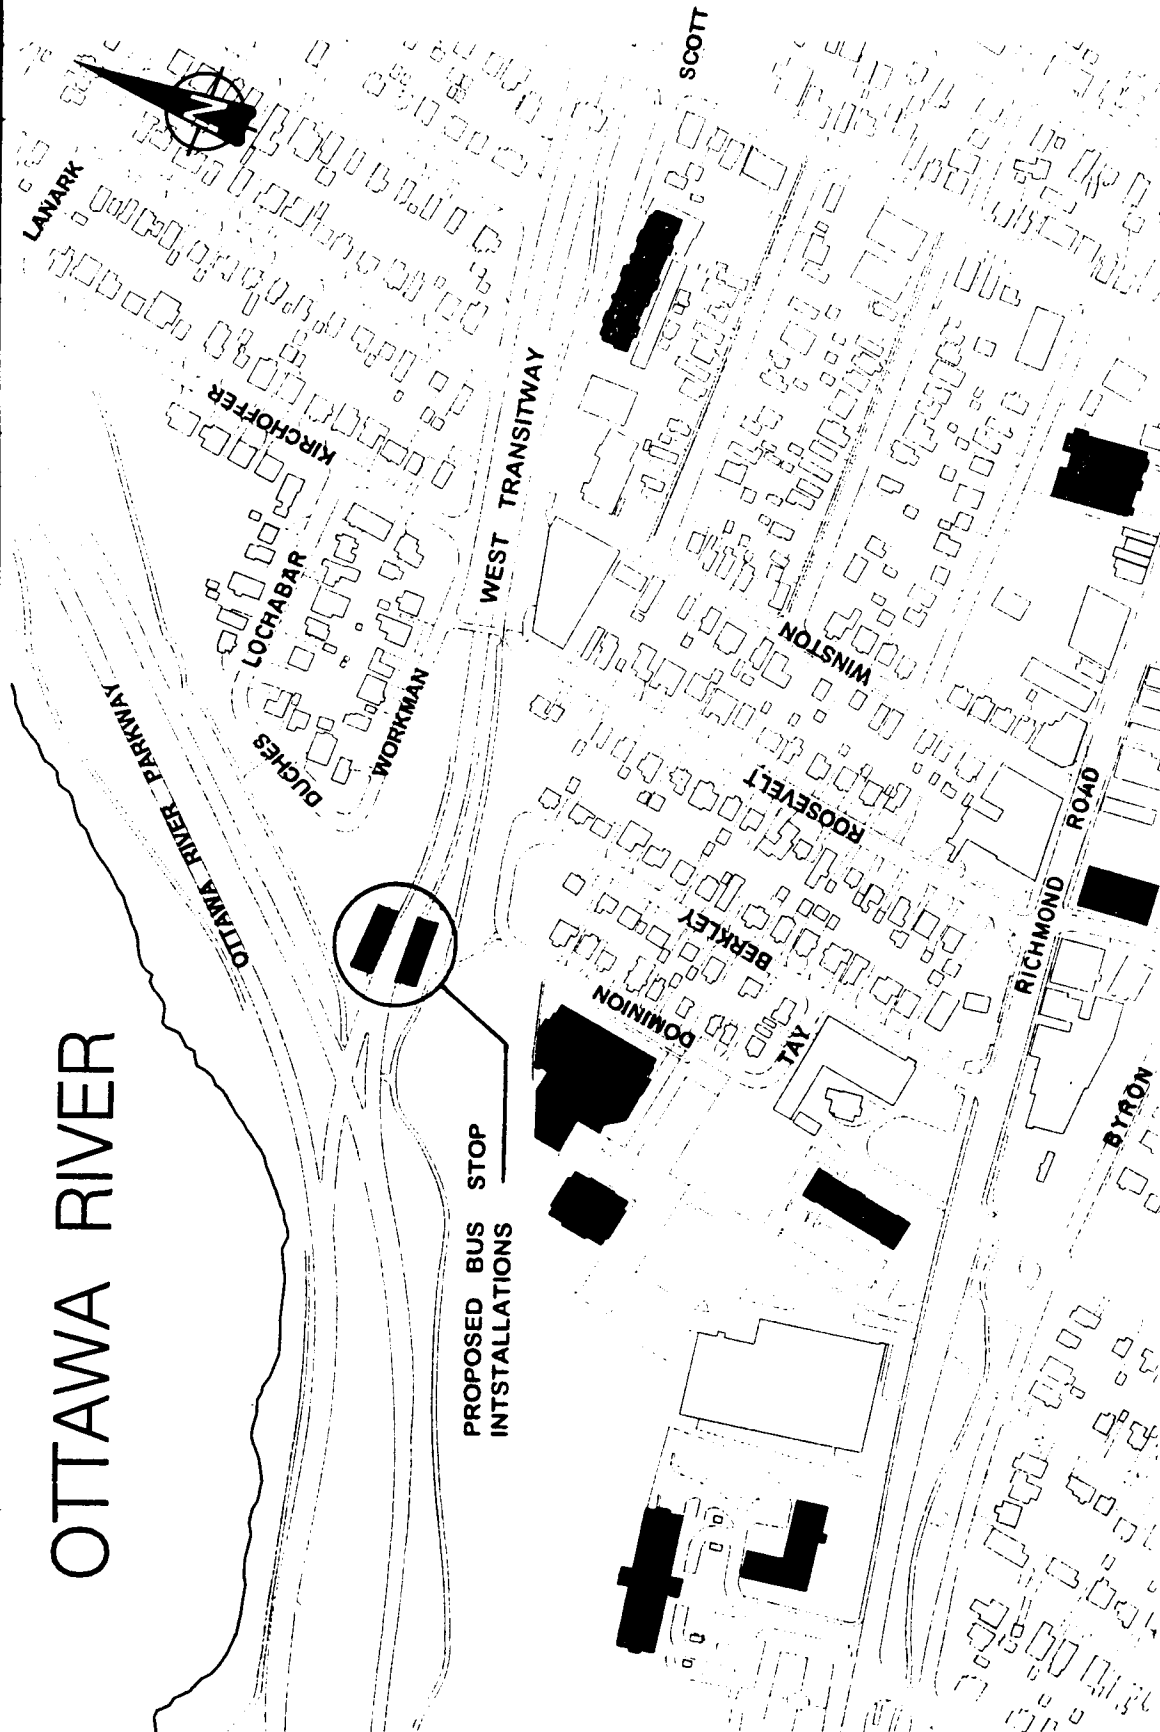 OTTAWA RIVER
LANARK
N
SCOTT
KIRCHOFFER
WEST TRANSITWAY
LOCHABAR
OTTAWA RIVER PARKWAY
DUCHES
WORKMAN
WINSTON
ROOSEVELT
RICHMOND ROAD
BERKLEY
DOMINION
TAY
BYRON
PROPOSED BUS STOP
INTSTALLATIONS